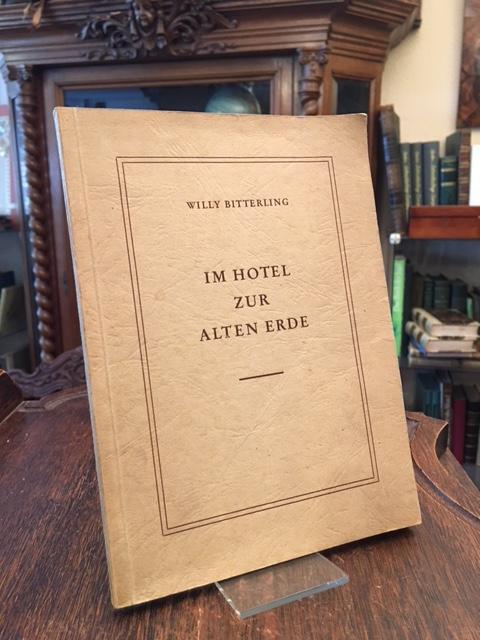 WILLY BITTERLING
IM HOTEL
ZUR
ALTEN ERDE